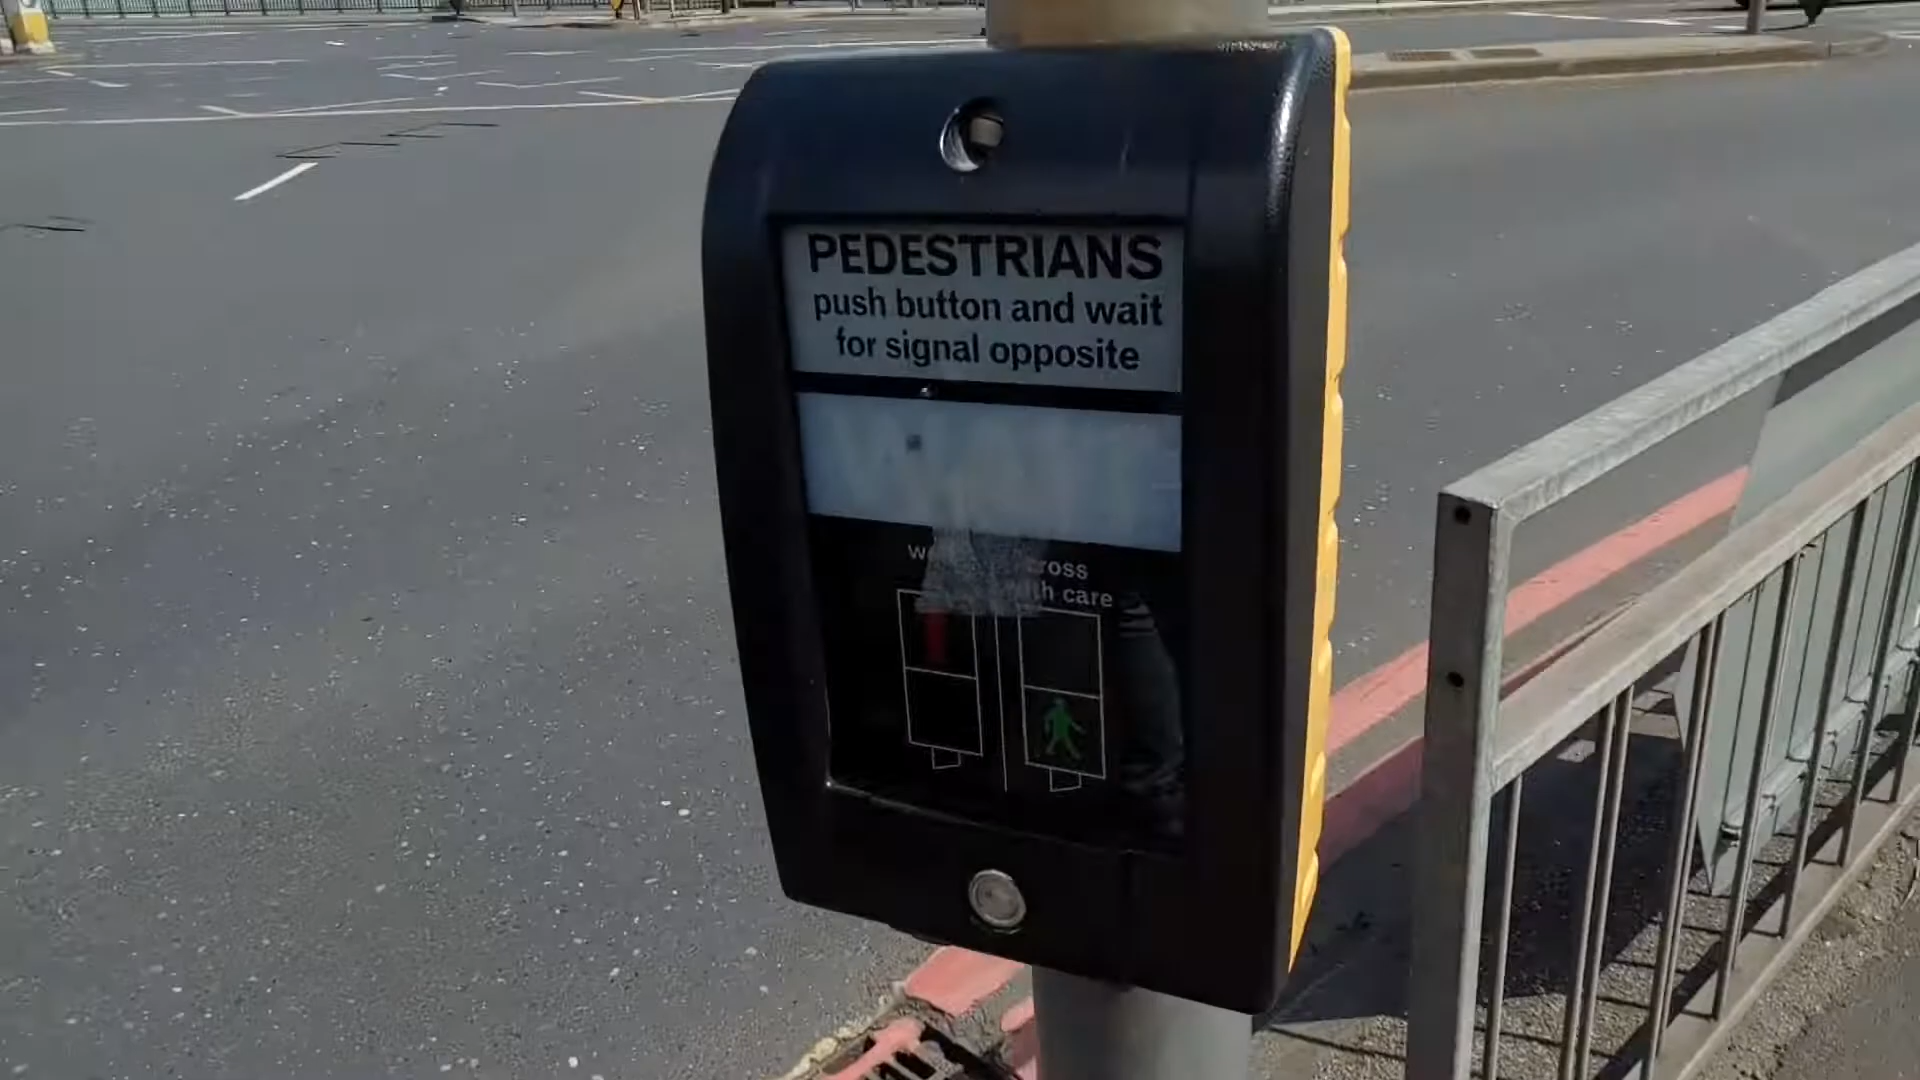 PEDESTRIANS
push button and wait
for signal opposite
cross
with care